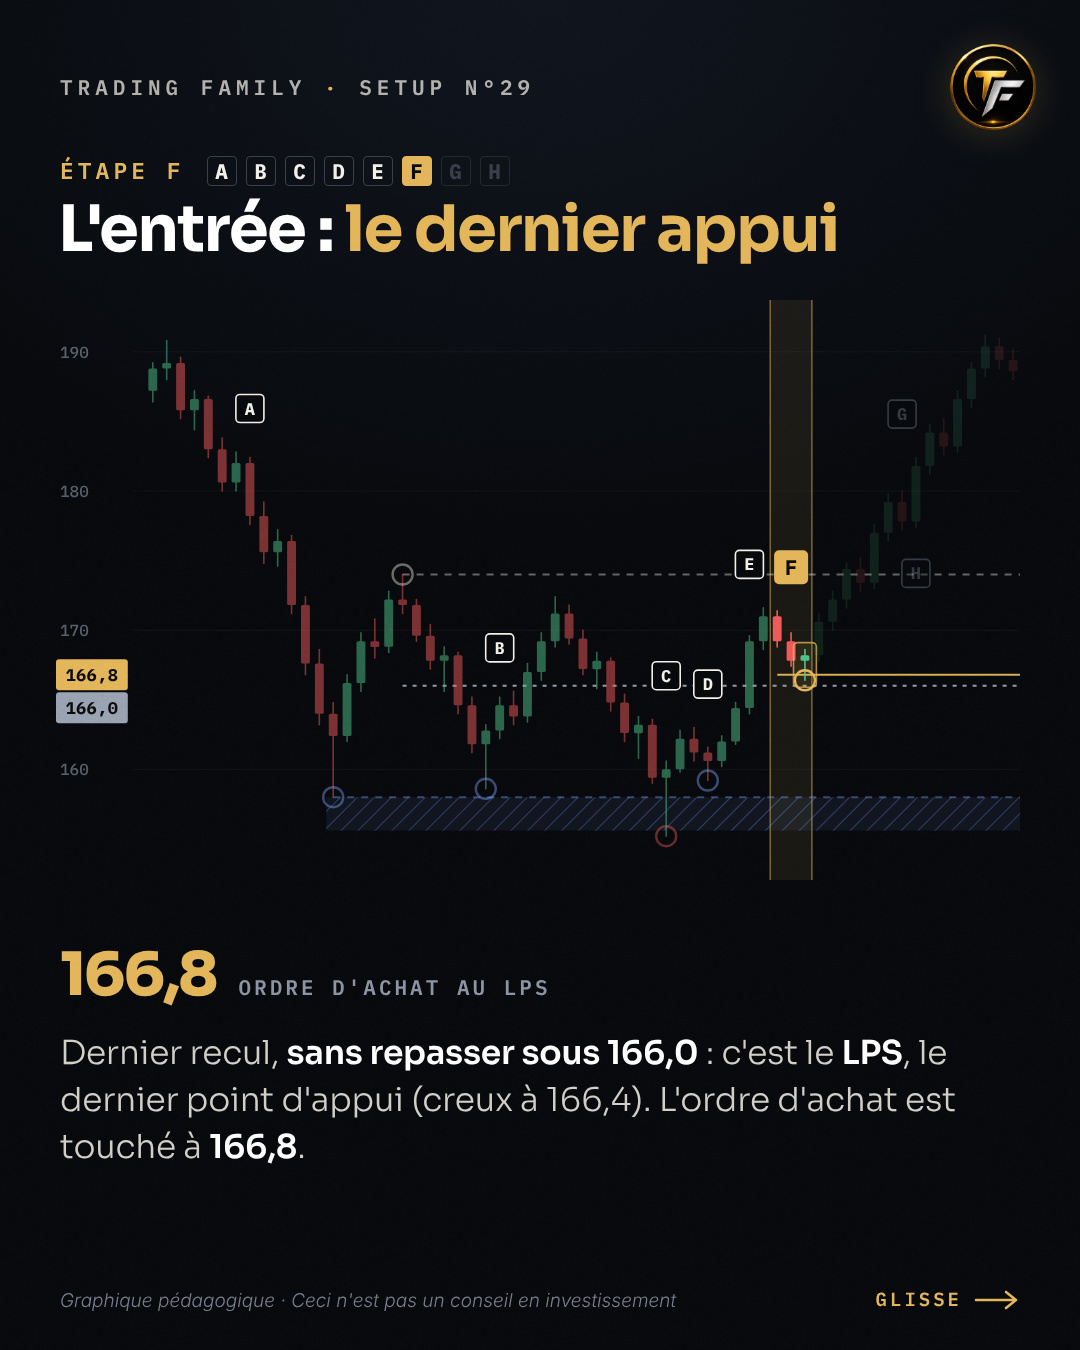 TRADING FAMILY · SETUP N°29
TF
ÉTAPE F A B C D E F G H
L'entrée : le dernier appui
190
A
G
180
E F
H
170
B
C D
166,8
166,0
160
166,8 ORDRE D'ACHAT AU LPS
Dernier recul, sans repasser sous 166,0 : c'est le LPS, le
dernier point d'appui (creux à 166,4). L'ordre d'achat est
touché à 166,8.
Graphique pédagogique · Ceci n'est pas un conseil en investissement
GLISSE →